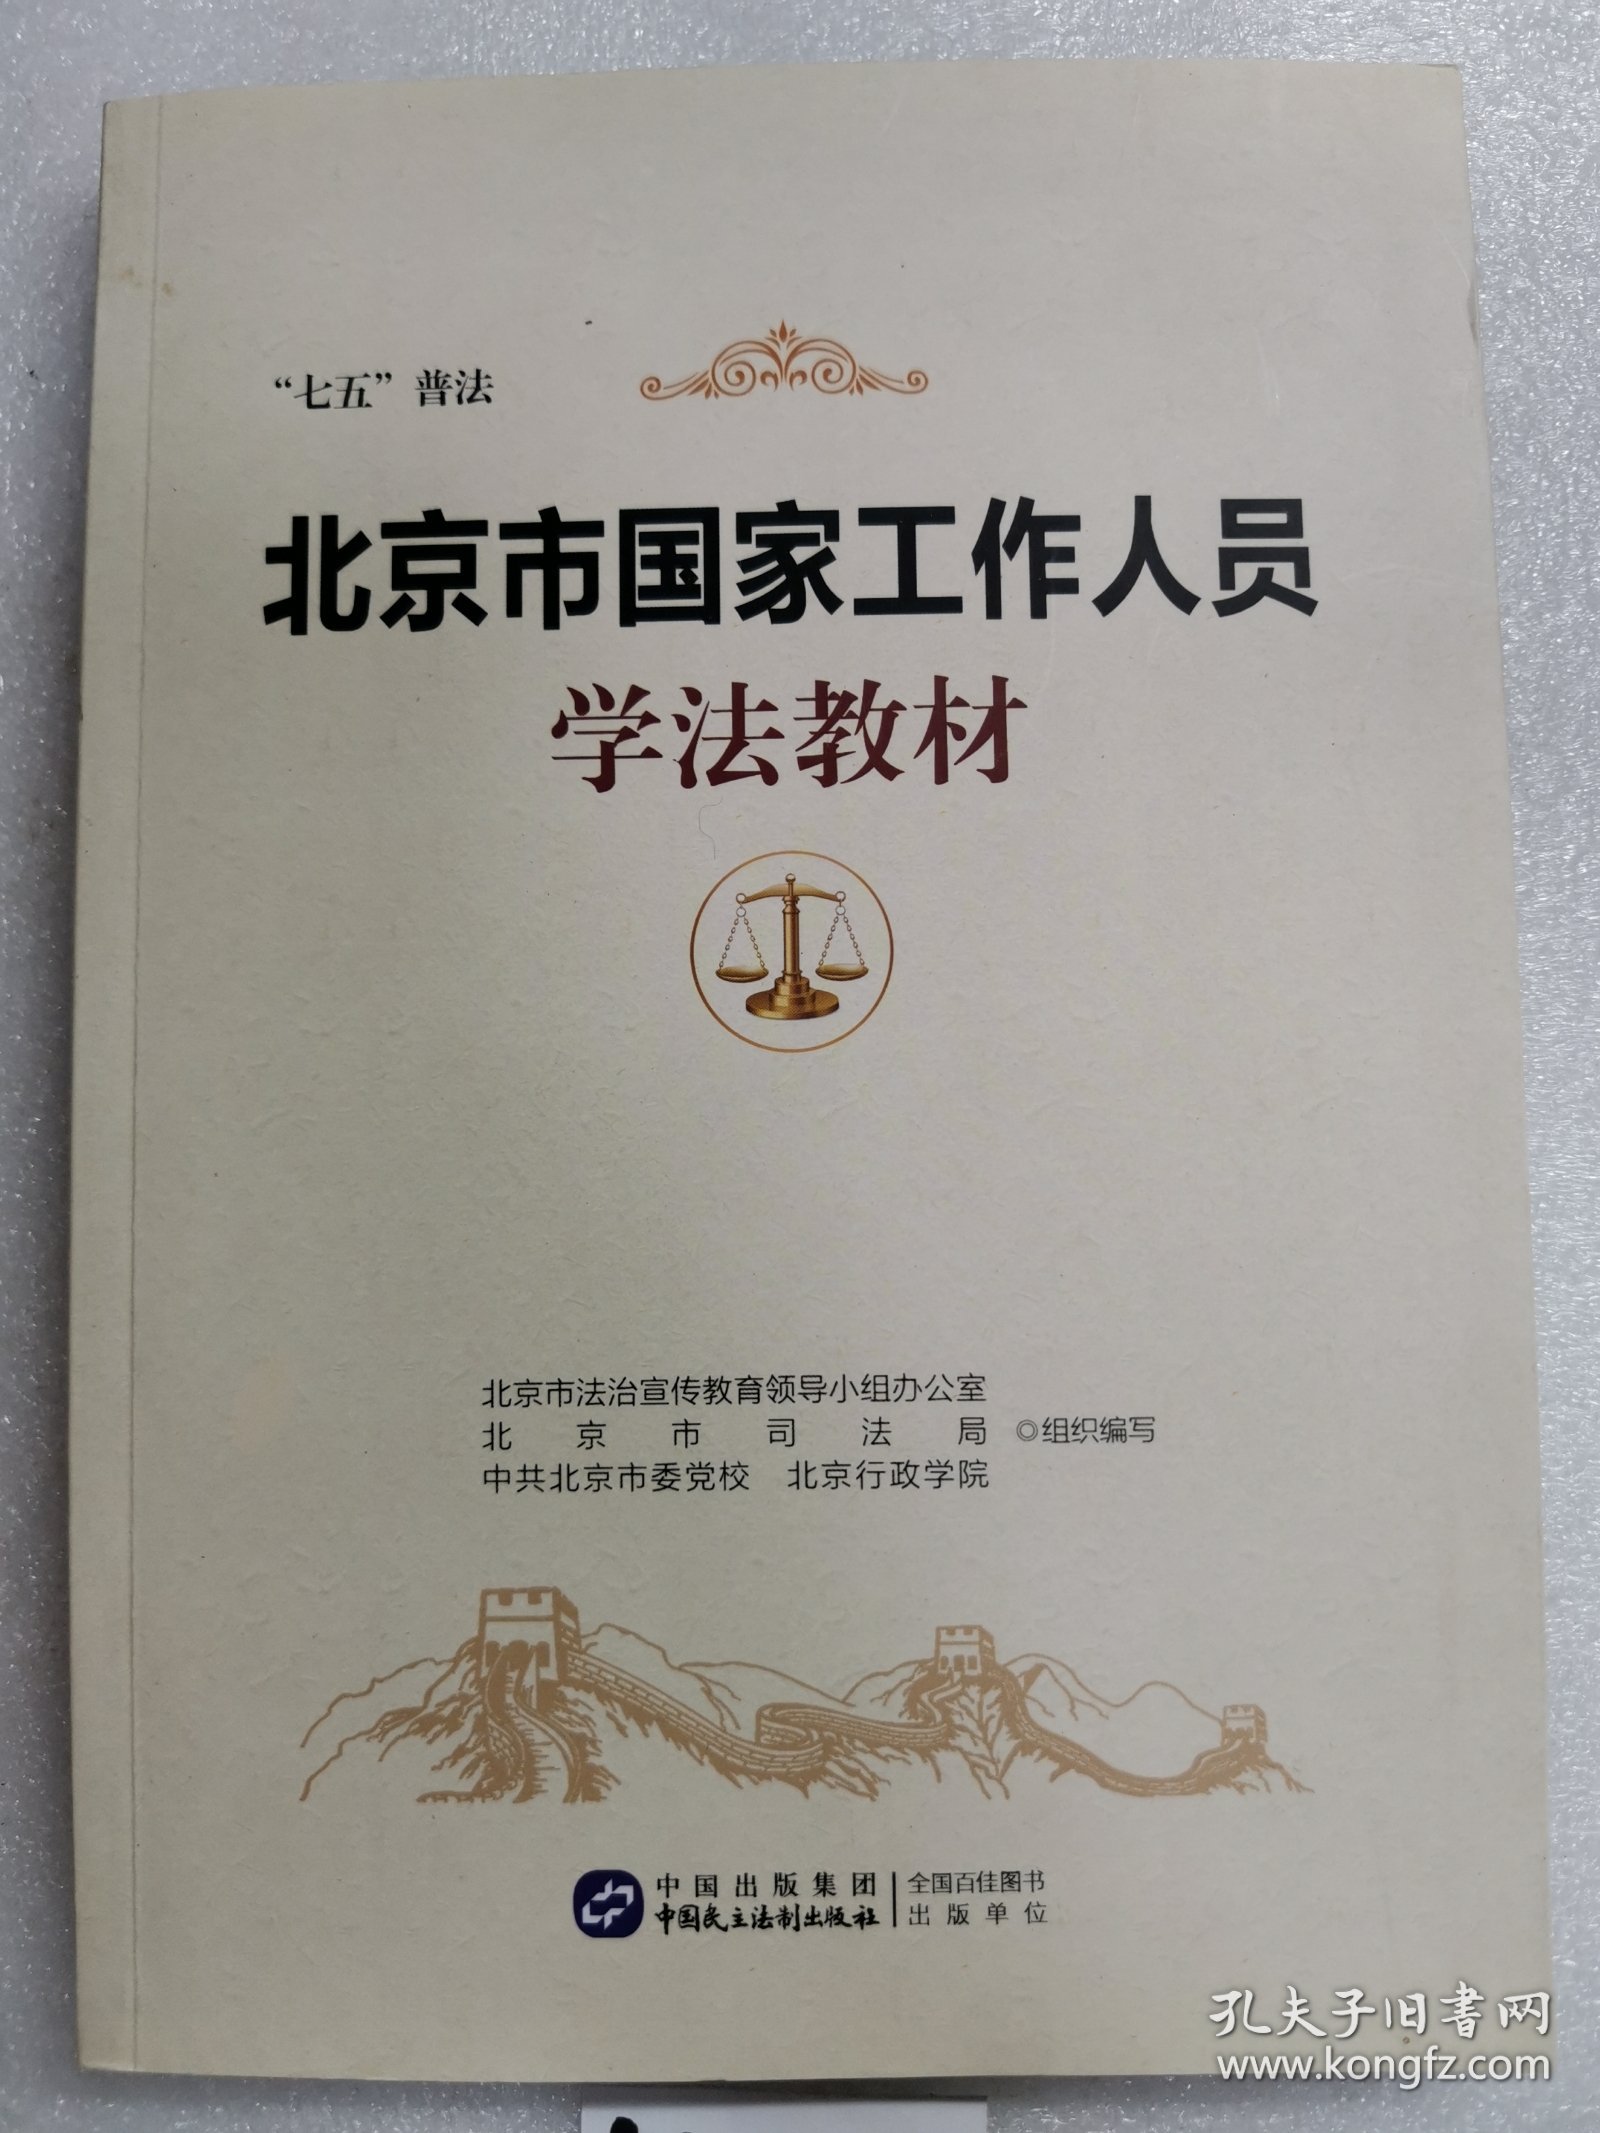 “七五”普法
北京市国家工作人员
学法教材
北京市法治宣传教育领导小组办公室
北京市司法局 ◎组织编写
中共北京市委党校 北京行政学院
中国出版集团 全国百佳图书
中国民主法制出版社 出版单位
孔夫子旧书网
www.kongfz.com